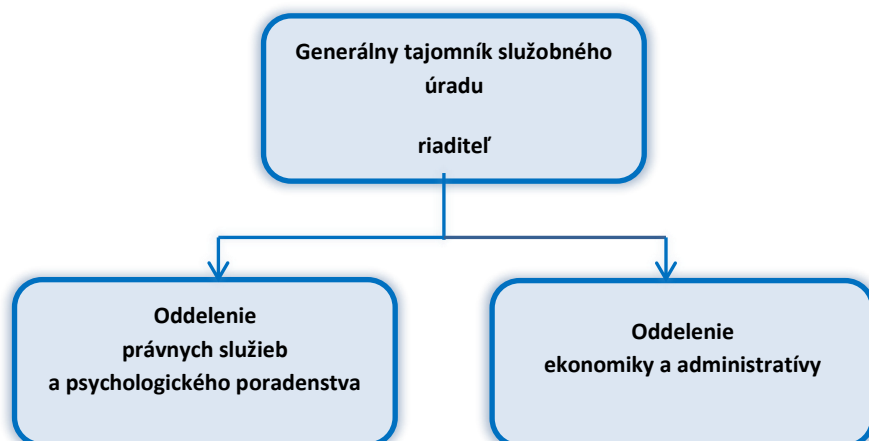 Generálny tajomník služobného
úradu
riaditeľ
Oddelenie
právnych služieb
a psychologického poradenstva
Oddelenie
ekonomiky a administratívy